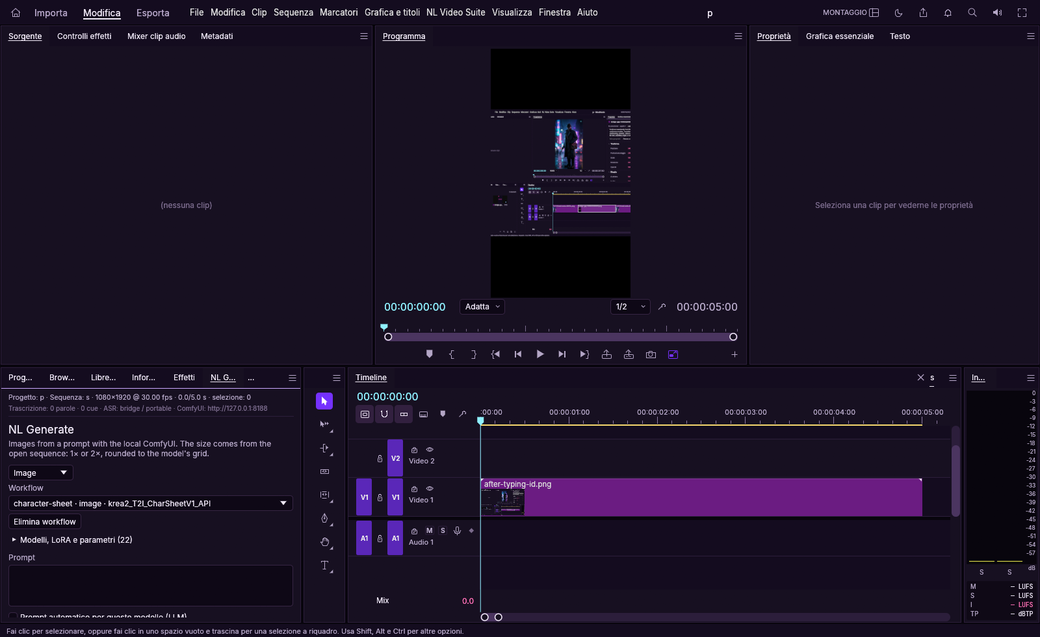 Importa Modifica Esporta File Modifica Clip Sequenza Marcatori Grafica e titoli NL Video Suite Visualizza Finestra Aiuto p MONTAGGIO
Sorgente Controlli effetti Mixer clip audio Metadati
Programma
Proprietà Grafica essenziale Testo
(nessuna clip)
Seleziona una clip per vederne le proprietà
00:00:00:00 Adatta 1/2 00:00:05:00
Prog... Brow... Libre... Infor... Effetti NL G... ...
Progetto: p · Sequenza: s · 1080×1920 @ 30.00 fps · 0.0/5.0 s · selezione: 0
Trascrizione: 0 parole · 0 cue · ASR: bridge / portable · ComfyUI: http://127.0.0.1:8188
NL Generate
Images from a prompt with the local ComfyUI. The size comes from the
open sequence: 1× or 2×, rounded to the model's grid.
Image
Workflow
character-sheet · image · krea2_T2I_CharSheetV1_API
Elimina workflow
Modelli, LoRA e parametri (22)
Prompt
Prompt automatico per questo modello (LLM)
Timeline
s
00:00:00:00
:00:00 00:00:01:00 00:00:02:00 00:00:03:00 00:00:04:00 00:00:05:00
V2 Video 2
V1 V1 Video 1
after-typing-id.png
A1 A1 M S Audio 1
Mix 0.0
In...
0
-3
-6
-9
-12
-15
-18
-21
-24
-27
-30
-33
-36
-39
-42
-45
-48
-51
-54
-57
dB
S S
M – LUFS
S – LUFS
I – LUFS
TP – dBTP
Fai clic per selezionare, oppure fai clic in uno spazio vuoto e trascina per una selezione a riquadro. Usa Shift, Alt e Ctrl per altre opzioni.